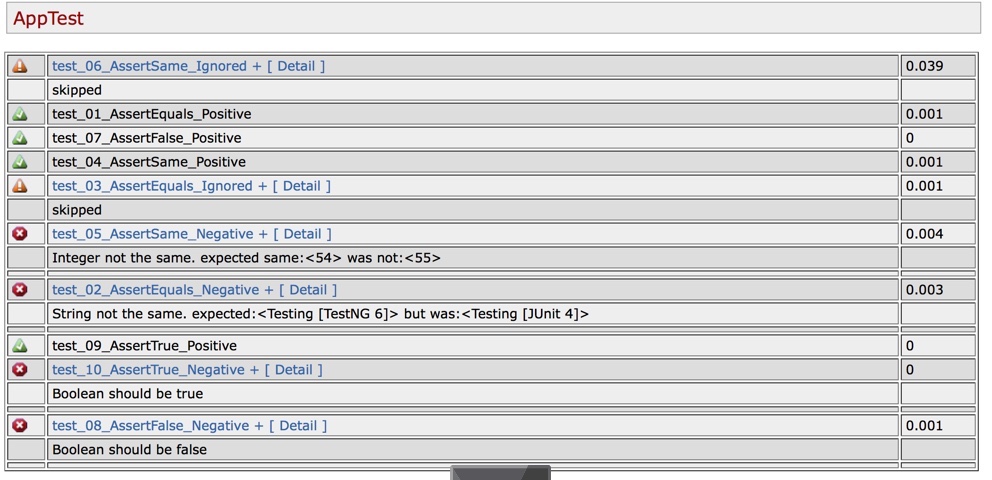 AppTest
test_06_AssertSame_Ignored + [ Detail ] 0.039
skipped
test_01_AssertEquals_Positive 0.001
test_07_AssertFalse_Positive 0
test_04_AssertSame_Positive 0.001
test_03_AssertEquals_Ignored + [ Detail ] 0.001
skipped
test_05_AssertSame_Negative + [ Detail ] 0.004
Integer not the same. expected same:<54> was not:<55>
test_02_AssertEquals_Negative + [ Detail ] 0.003
String not the same. expected:<Testing [TestNG 6]> but was:<Testing [JUnit 4]>
test_09_AssertTrue_Positive 0
test_10_AssertTrue_Negative + [ Detail ] 0
Boolean should be true
test_08_AssertFalse_Negative + [ Detail ] 0.001
Boolean should be false